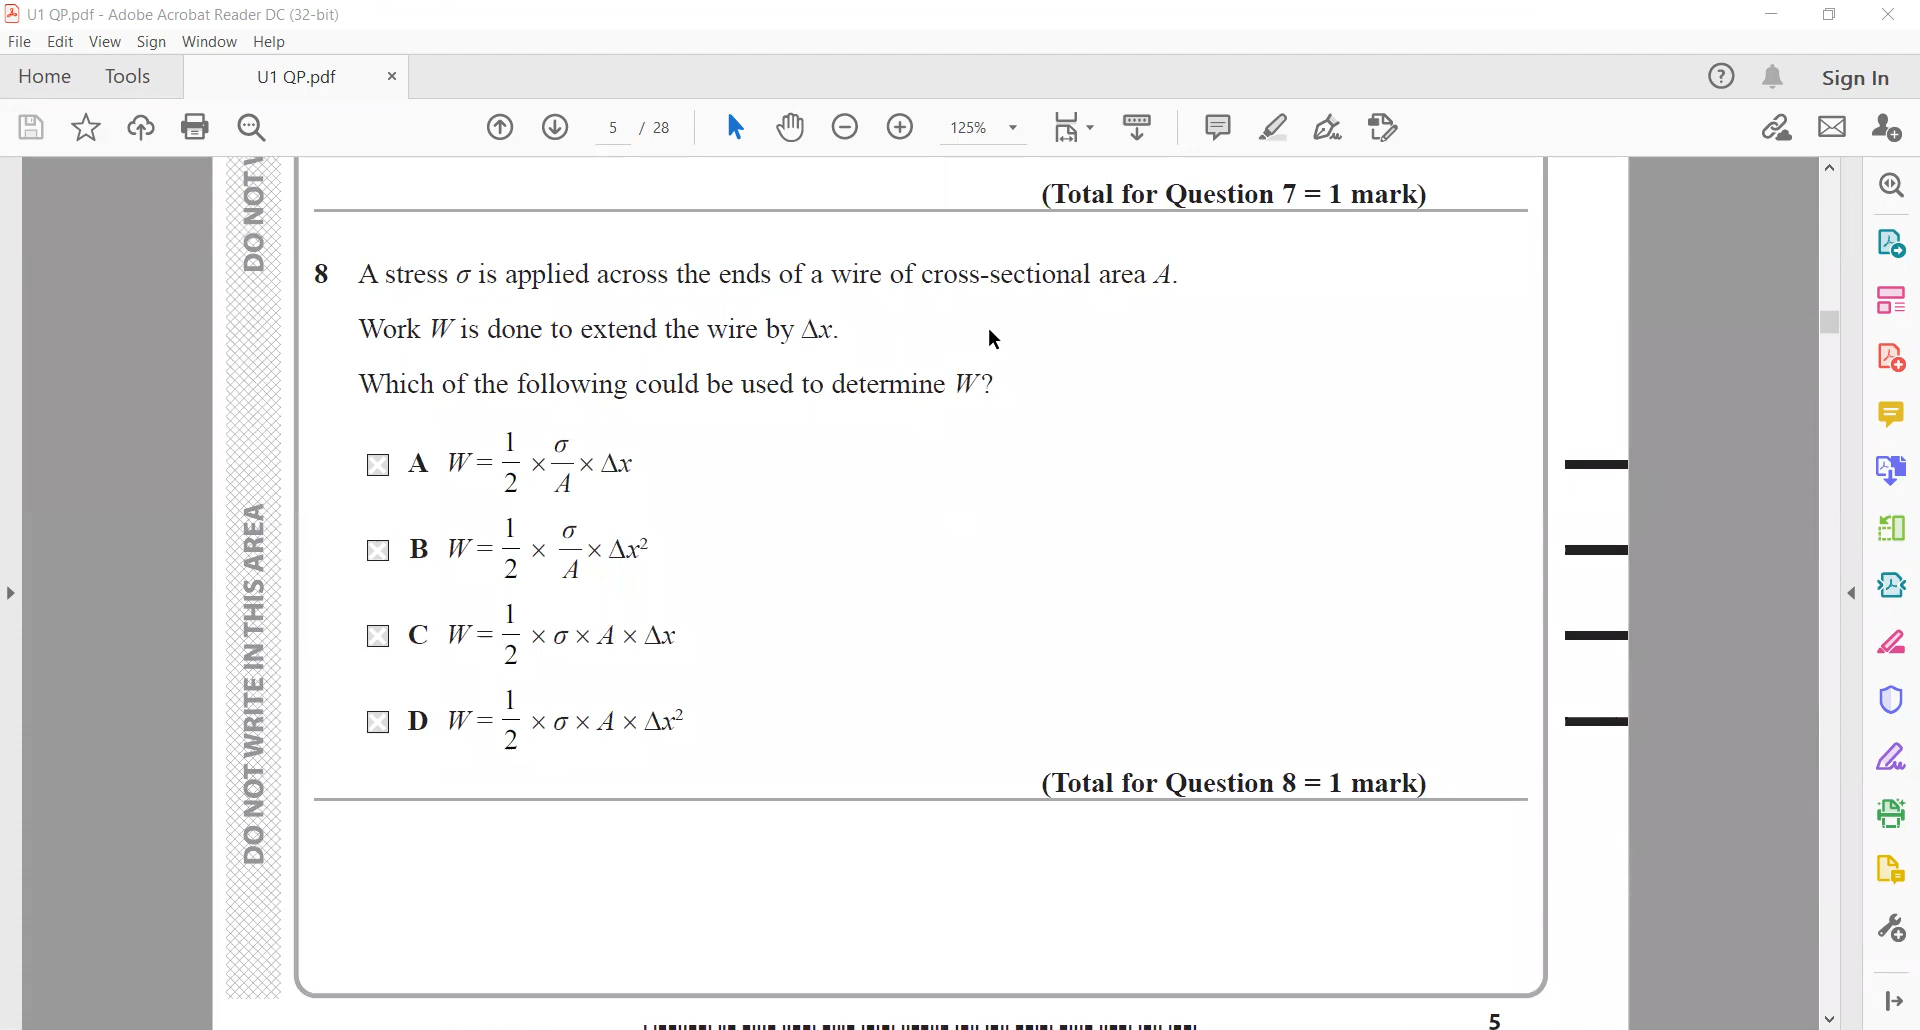 U1 QP.pdf - Adobe Acrobat Reader DC (32-bit)
File Edit View Sign Window Help
Home Tools U1 QP.pdf × Sign In
5 / 28 125%
DO NOT
(Total for Question 7 = 1 mark)
8 A stress σ is applied across the ends of a wire of cross-sectional area A.
Work W is done to extend the wire by Δx.
Which of the following could be used to determine W?
A W = 1/2 × σ/A × Δx
B W = 1/2 × σ/A × Δx²
C W = 1/2 × σ × A × Δx
D W = 1/2 × σ × A × Δx²
DO NOT WRITE IN THIS AREA
(Total for Question 8 = 1 mark)
5